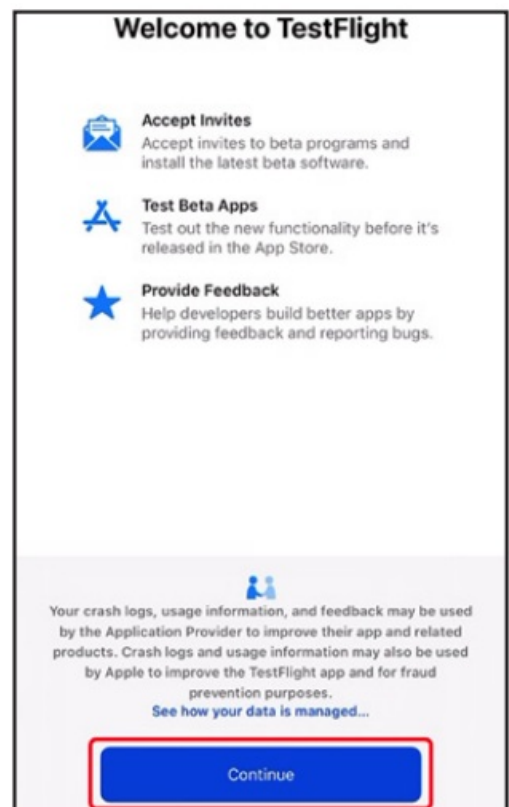 Welcome to TestFlight
Accept Invites
Accept invites to beta programs and
install the latest beta software.
Test Beta Apps
Test out the new functionality before it's
released in the App Store.
Provide Feedback
Help developers build better apps by
providing feedback and reporting bugs.
Your crash logs, usage information, and feedback may be used
by the Application Provider to improve their app and related
products. Crash logs and usage information may also be used
by Apple to improve the TestFlight app and for fraud
prevention purposes.
See how your data is managed...
Continue